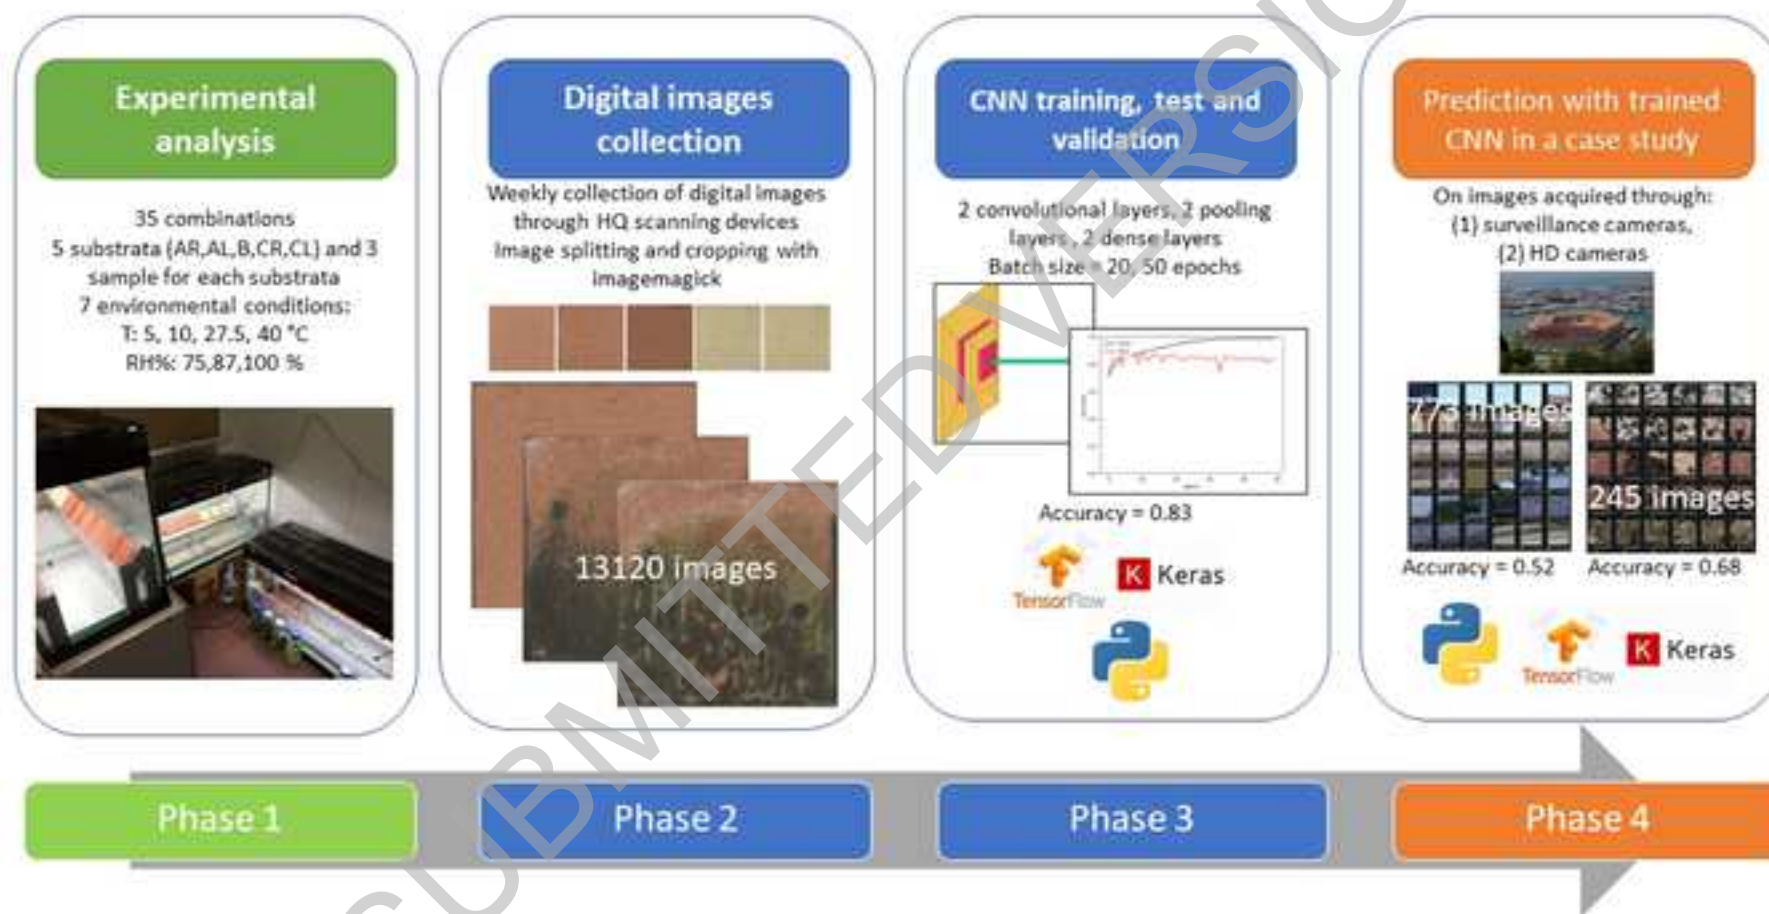 Experimental
analysis
35 combinations
5 substrata (AR,AL,B,CR,CL) and 3
sample for each substrata
7 environmental conditions:
T: 5, 10, 27.5, 40 °C
RH%: 75,87,100 %
Digital images
collection
Weekly collection of digital images
through HQ scanning devices
Image splitting and cropping with
imagemagick
13120 images
CNN training, test and
validation
2 convolutional layers, 2 pooling
layers , 2 dense layers
Batch size = 20, 50 epochs
Accuracy = 0.83
TensorFlow
K Keras
Prediction with trained
CNN in a case study
On images acquired through:
(1) surveillance cameras,
(2) HD cameras
773 images
245 images
Accuracy = 0.52
Accuracy = 0.68
TensorFlow
K Keras
Phase 1
Phase 2
Phase 3
Phase 4
SUBMITTED VERSIO